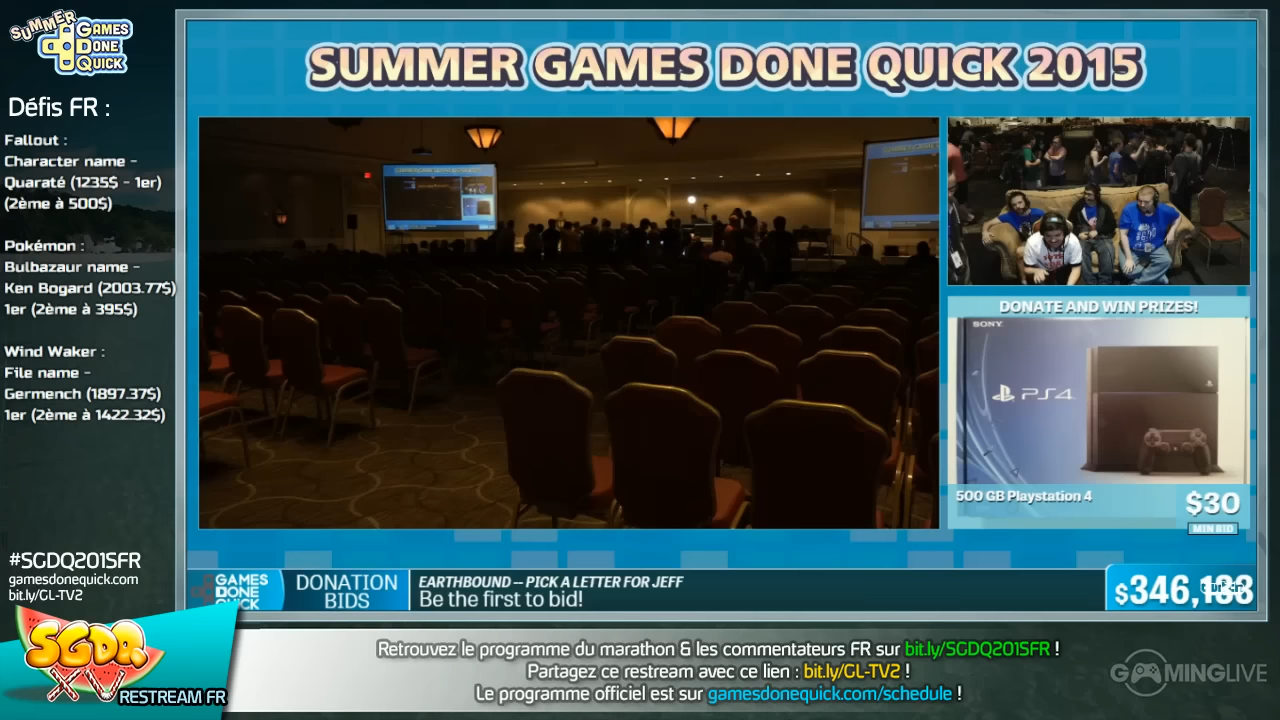 SUMMER
GAMES
DONE
QUICK
Défis FR :
Fallout :
Character name -
Quaraté (1235$ - 1er)
(2ème à 500$)
Pokémon :
Bulbazaur name -
Ken Bogard (2003.77$)
1er (2ème à 395$)
Wind Waker :
File name -
Germench (1897.37$)
1er (2ème à 1422.32$)
#SGDQ2015FR
gamesdonequick.com
bit.ly/GL-TV2
SGDQ
XV
RESTREAM FR
SUMMER GAMES DONE QUICK 2015
DONATE AND WIN PRIZES!
SONY
PS4
500 GB Playstation 4
$30
MIN BID
GAMES
DONE
QUICK
DONATION
BIDS
EARTHBOUND -- PICK A LETTER FOR JEFF
Be the first to bid!
$346,188
Retrouvez le programme du marathon & les commentateurs FR sur bit.ly/SGDQ2015FR !
Partagez ce restream avec ce lien : bit.ly/GL-TV2 !
Le programme officiel est sur gamesdonequick.com/schedule !
GAMINGLIVE